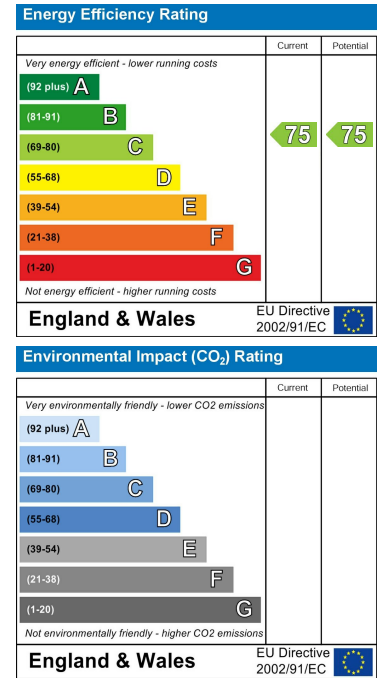 Energy Efficiency Rating
Current Potential
Very energy efficient - lower running costs
(92 plus) A
(81-91) B
(69-80) C
75 75
(55-68) D
(39-54) E
(21-38) F
(1-20) G
Not energy efficient - higher running costs
England & Wales
EU Directive
2002/91/EC
Environmental Impact (CO₂) Rating
Current Potential
Very environmentally friendly - lower CO2 emissions
(92 plus) A
(81-91) B
(69-80) C
(55-68) D
(39-54) E
(21-38) F
(1-20) G
Not environmentally friendly - higher CO2 emissions
England & Wales
EU Directive
2002/91/EC